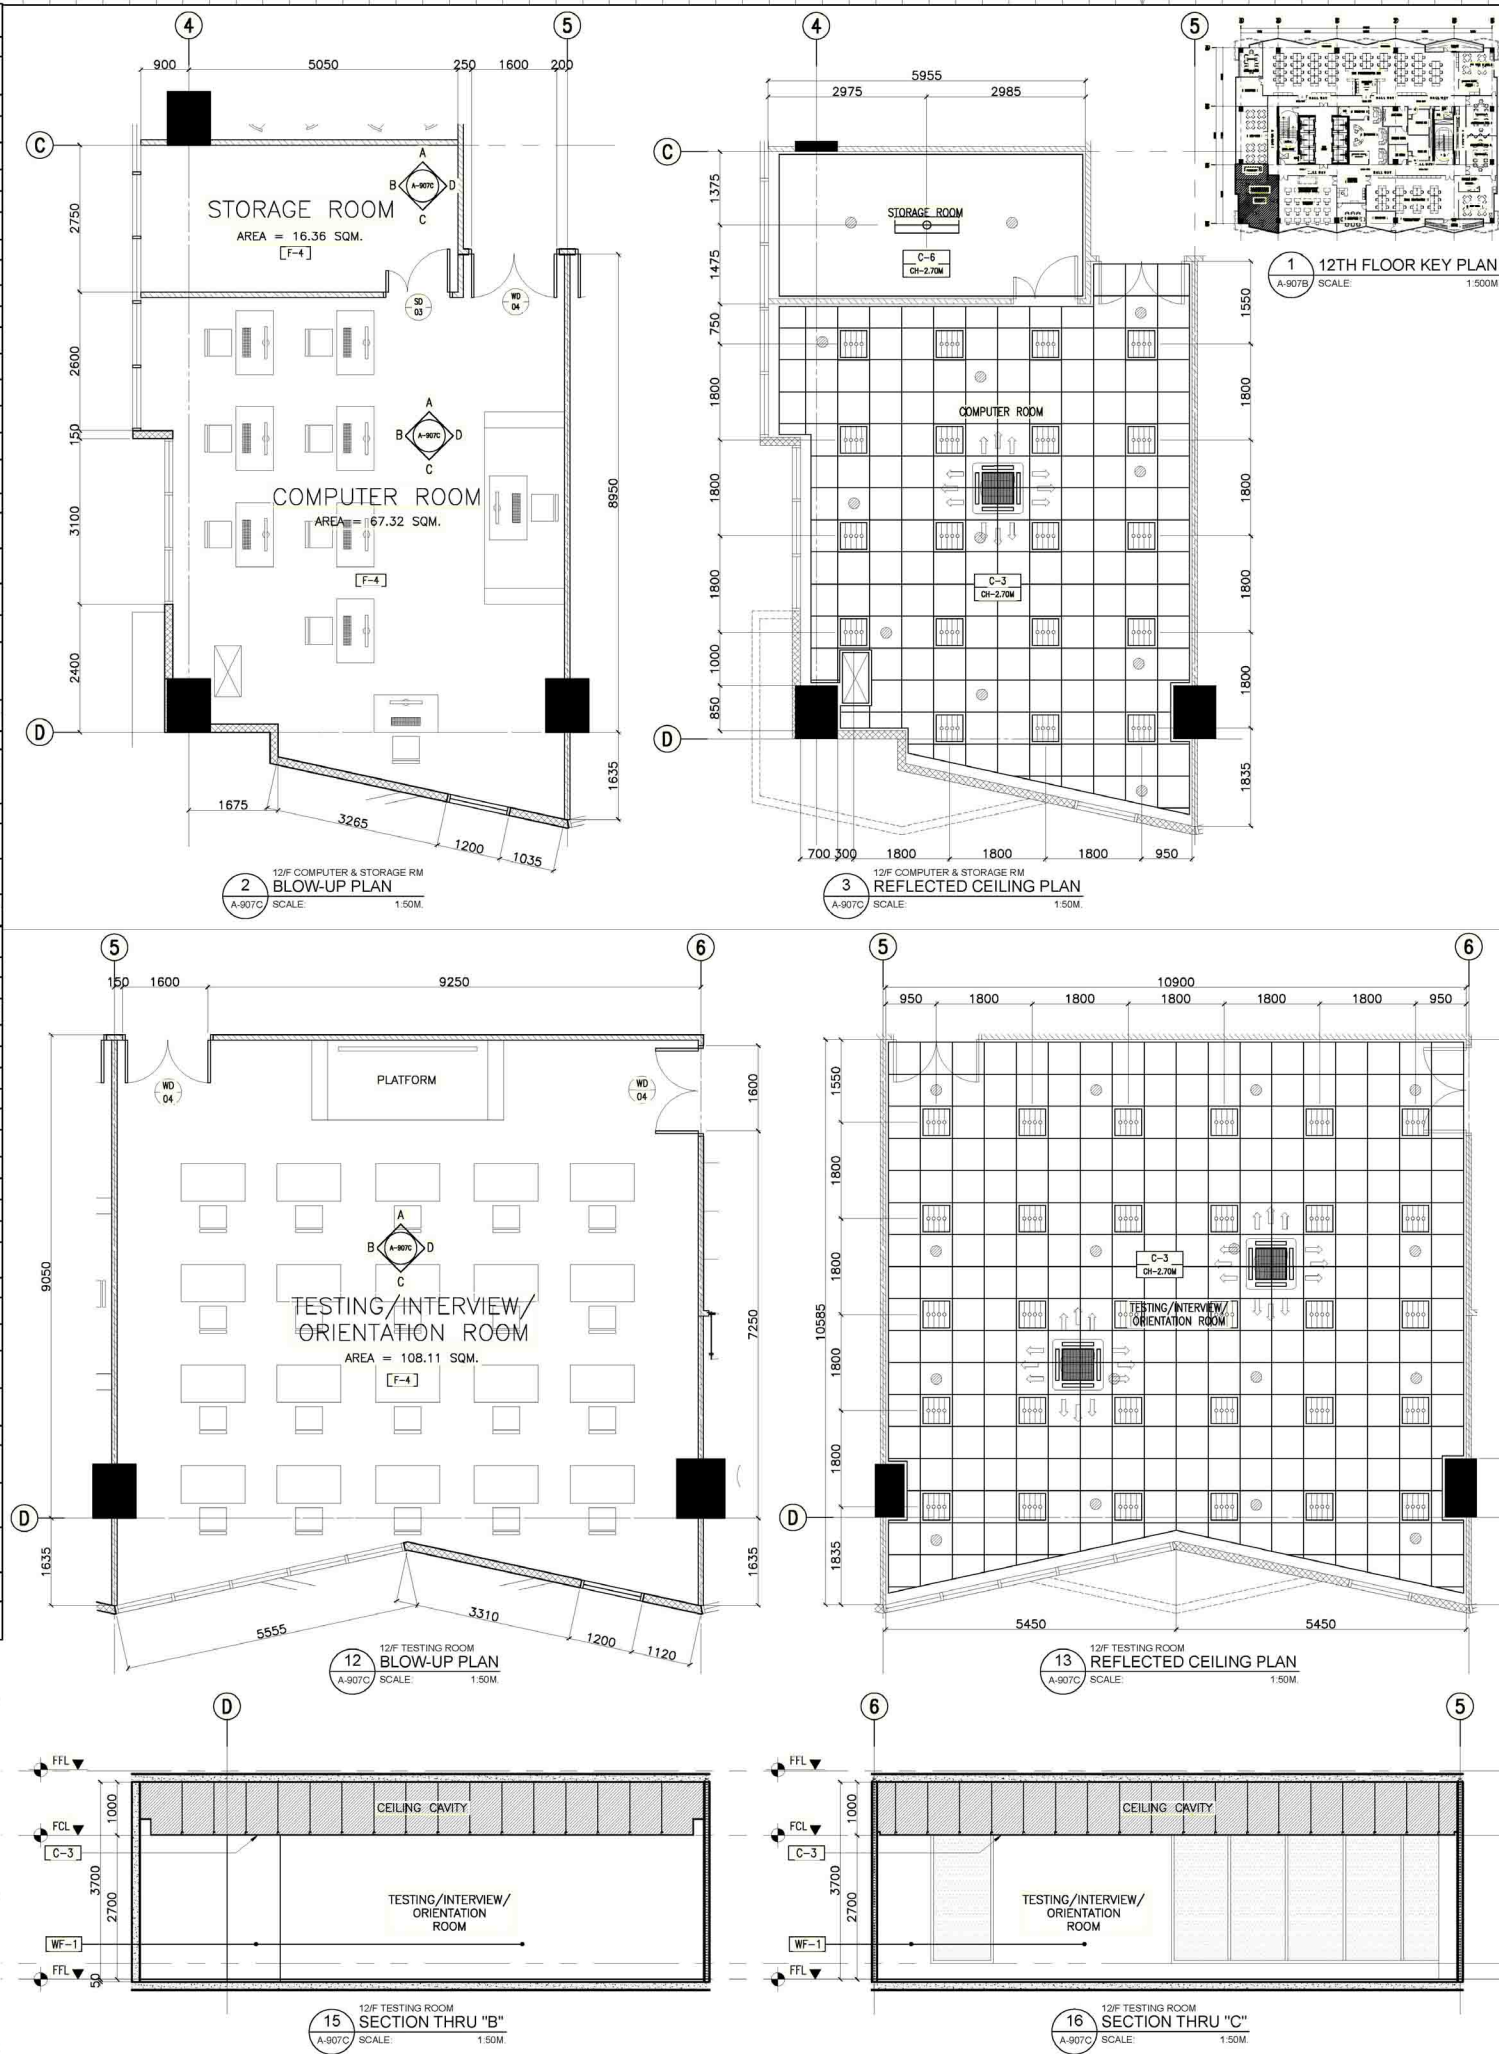 4
5
900
5050
250
1600
200
C
2750
STORAGE ROOM
AREA = 16.36 SQM.
F-4
A
B
A-907C
D
C
SD
03
WD
04
2600
150
3100
2400
A
B
A-907C
D
C
COMPUTER ROOM
AREA = 67.32 SQM.
F-4
8950
D
1635
1675
3265
1200
1035
12/F COMPUTER & STORAGE RM
2
BLOW-UP PLAN
A-907C
SCALE:
1:50M.
4
5
5955
2975
2985
C
1375
1475
750
1800
1800
1800
1000
850
STORAGE ROOM
C-6
CH-2.70M
COMPUTER ROOM
C-3
CH-2.70M
1550
1800
1800
1800
1800
1835
D
700
300
1800
1800
1800
950
12/F COMPUTER & STORAGE RM
3
REFLECTED CEILING PLAN
A-907C
SCALE:
1:50M.
1
12TH FLOOR KEY PLAN
A-907B
SCALE:
1:500M
5
6
150
1600
9250
WD
04
PLATFORM
WD
04
1600
9050
7250
A
B
A-907C
D
C
TESTING/INTERVIEW/
ORIENTATION ROOM
AREA = 108.11 SQM.
F-4
D
1635
1635
5555
3310
1200
1120
12/F TESTING ROOM
12
BLOW-UP PLAN
A-907C
SCALE:
1:50M.
5
6
10900
950
1800
1800
1800
1800
1800
950
1550
1800
1800
1800
1800
1835
10585
C-3
CH-2.70M
TESTING/INTERVIEW/
ORIENTATION ROOM
D
5450
5450
12/F TESTING ROOM
13
REFLECTED CEILING PLAN
A-907C
SCALE:
1:50M.
D
FFL
1000
CEILING CAVITY
FCL
C-3
3700
2700
TESTING/INTERVIEW/
ORIENTATION
ROOM
WF-1
FFL
50
12/F TESTING ROOM
15
SECTION THRU "B"
A-907C
SCALE:
1:50M.
6
5
FFL
1000
CEILING CAVITY
FCL
C-3
3700
2700
TESTING/INTERVIEW/
ORIENTATION
ROOM
WF-1
FFL
12/F TESTING ROOM
16
SECTION THRU "C"
A-907C
SCALE:
1:50M.